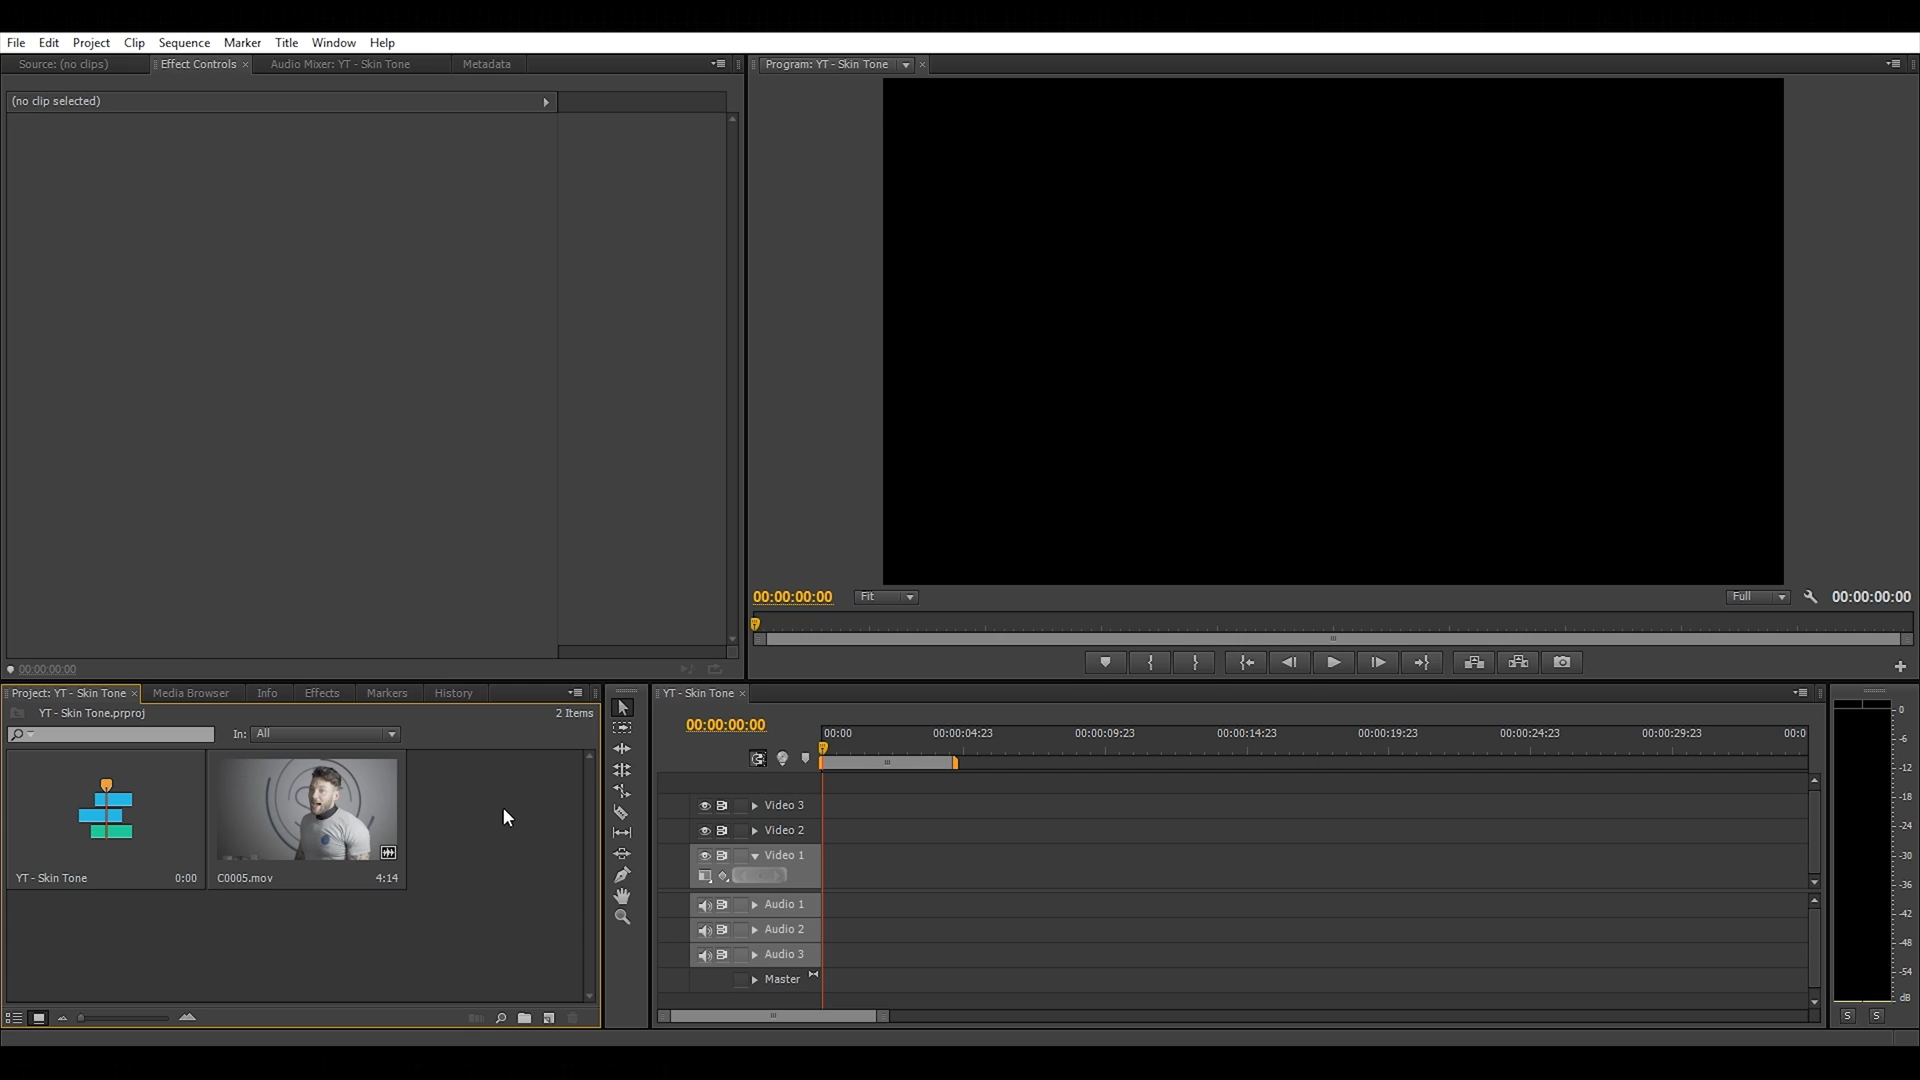 File Edit Project Clip Sequence Marker Title Window Help
Source: (no clips) Effect Controls × Audio Mixer: YT - Skin Tone Metadata
Program: YT - Skin Tone ×
(no clip selected)
00:00:00:00 Fit Full 00:00:00:00
00:00:00:00
Project: YT - Skin Tone × Media Browser Info Effects Markers History
YT - Skin Tone.prproj 2 Items
In: All
YT - Skin Tone 0:00
C0005.mov 4:14
YT - Skin Tone ×
00:00:00:00
00:00 00:00:04:23 00:00:09:23 00:00:14:23 00:00:19:23 00:00:24:23 00:00:29:23 00:0
Video 3
Video 2
Video 1
Audio 1
Audio 2
Audio 3
Master
0
-6
-12
-18
-24
-30
-36
-42
-48
-54
dB
S S